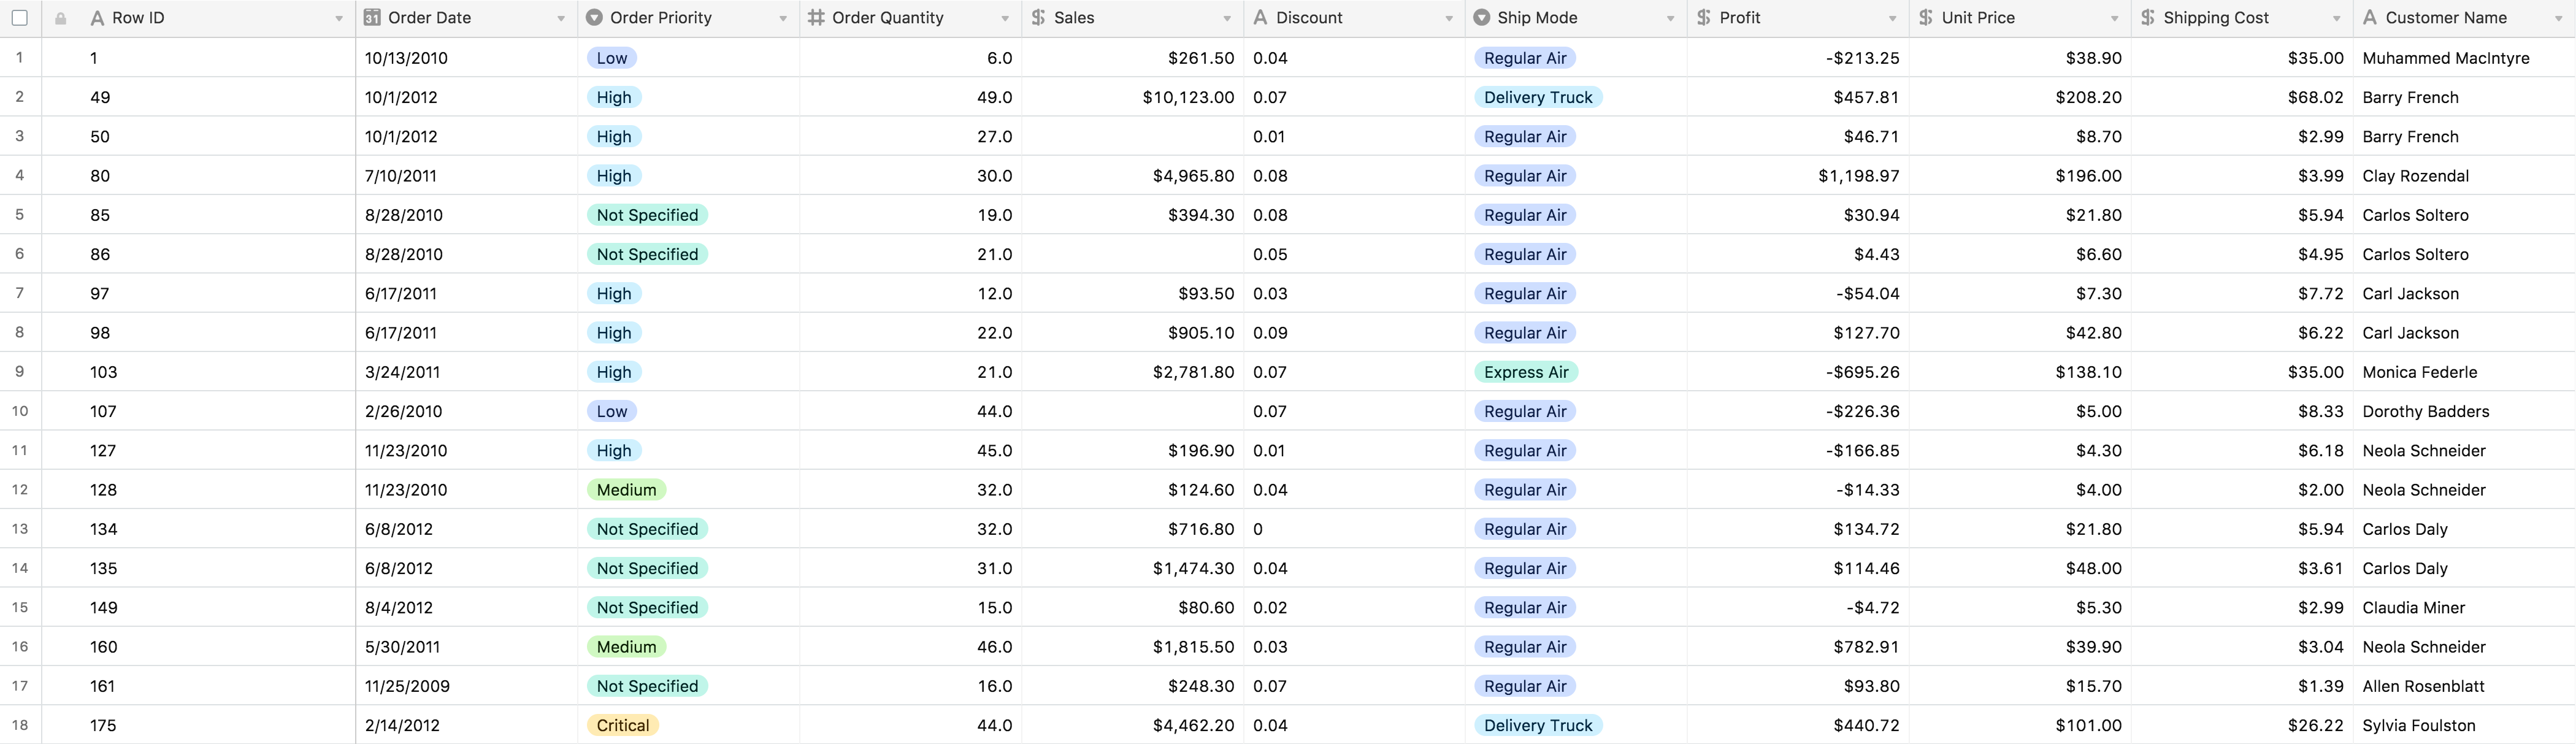 Row ID Order Date Order Priority Order Quantity Sales Discount Ship Mode Profit Unit Price Shipping Cost Customer Name
1 1 10/13/2010 Low 6.0 $261.50 0.04 Regular Air -$213.25 $38.90 $35.00 Muhammed MacIntyre
2 49 10/1/2012 High 49.0 $10,123.00 0.07 Delivery Truck $457.81 $208.20 $68.02 Barry French
3 50 10/1/2012 High 27.0 0.01 Regular Air $46.71 $8.70 $2.99 Barry French
4 80 7/10/2011 High 30.0 $4,965.80 0.08 Regular Air $1,198.97 $196.00 $3.99 Clay Rozendal
5 85 8/28/2010 Not Specified 19.0 $394.30 0.08 Regular Air $30.94 $21.80 $5.94 Carlos Soltero
6 86 8/28/2010 Not Specified 21.0 0.05 Regular Air $4.43 $6.60 $4.95 Carlos Soltero
7 97 6/17/2011 High 12.0 $93.50 0.03 Regular Air -$54.04 $7.30 $7.72 Carl Jackson
8 98 6/17/2011 High 22.0 $905.10 0.09 Regular Air $127.70 $42.80 $6.22 Carl Jackson
9 103 3/24/2011 High 21.0 $2,781.80 0.07 Express Air -$695.26 $138.10 $35.00 Monica Federle
10 107 2/26/2010 Low 44.0 0.07 Regular Air -$226.36 $5.00 $8.33 Dorothy Badders
11 127 11/23/2010 High 45.0 $196.90 0.01 Regular Air -$166.85 $4.30 $6.18 Neola Schneider
12 128 11/23/2010 Medium 32.0 $124.60 0.04 Regular Air -$14.33 $4.00 $2.00 Neola Schneider
13 134 6/8/2012 Not Specified 32.0 $716.80 0 Regular Air $134.72 $21.80 $5.94 Carlos Daly
14 135 6/8/2012 Not Specified 31.0 $1,474.30 0.04 Regular Air $114.46 $48.00 $3.61 Carlos Daly
15 149 8/4/2012 Not Specified 15.0 $80.60 0.02 Regular Air -$4.72 $5.30 $2.99 Claudia Miner
16 160 5/30/2011 Medium 46.0 $1,815.50 0.03 Regular Air $782.91 $39.90 $3.04 Neola Schneider
17 161 11/25/2009 Not Specified 16.0 $248.30 0.07 Regular Air $93.80 $15.70 $1.39 Allen Rosenblatt
18 175 2/14/2012 Critical 44.0 $4,462.20 0.04 Delivery Truck $440.72 $101.00 $26.22 Sylvia Foulston